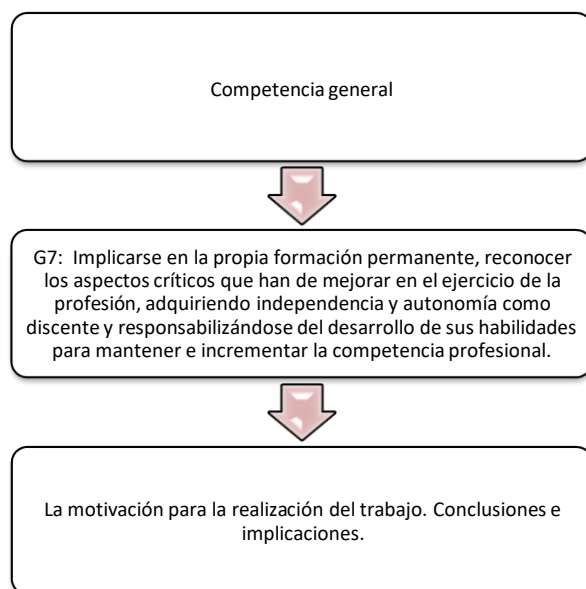 Competencia general
G7: Implicarse en la propia formación permanente, reconocer
los aspectos críticos que han de mejorar en el ejercicio de la
profesión, adquiriendo independencia y autonomía como
discente y responsabilizándose del desarrollo de sus habilidades
para mantener e incrementar la competencia profesional.
La motivación para la realización del trabajo. Conclusiones e
implicaciones.